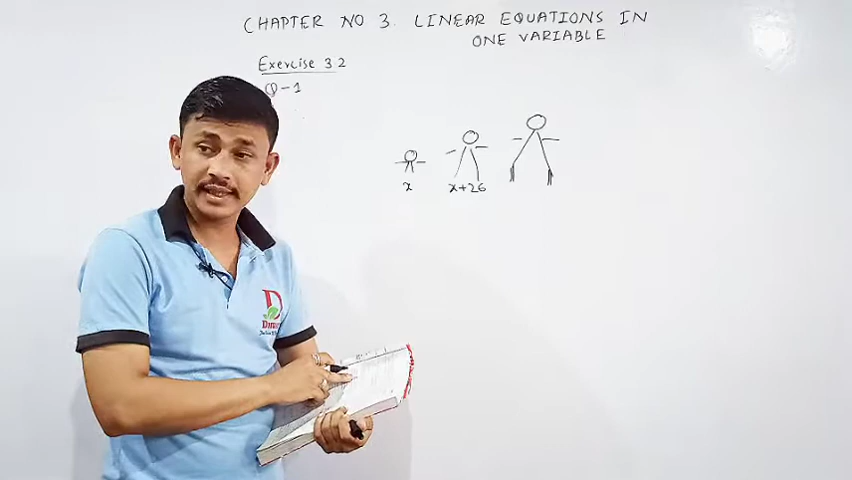 CHAPTER NO 3. LINEAR EQUATIONS IN
ONE VARIABLE
Exercise 3.2
Q-1
x
x+26